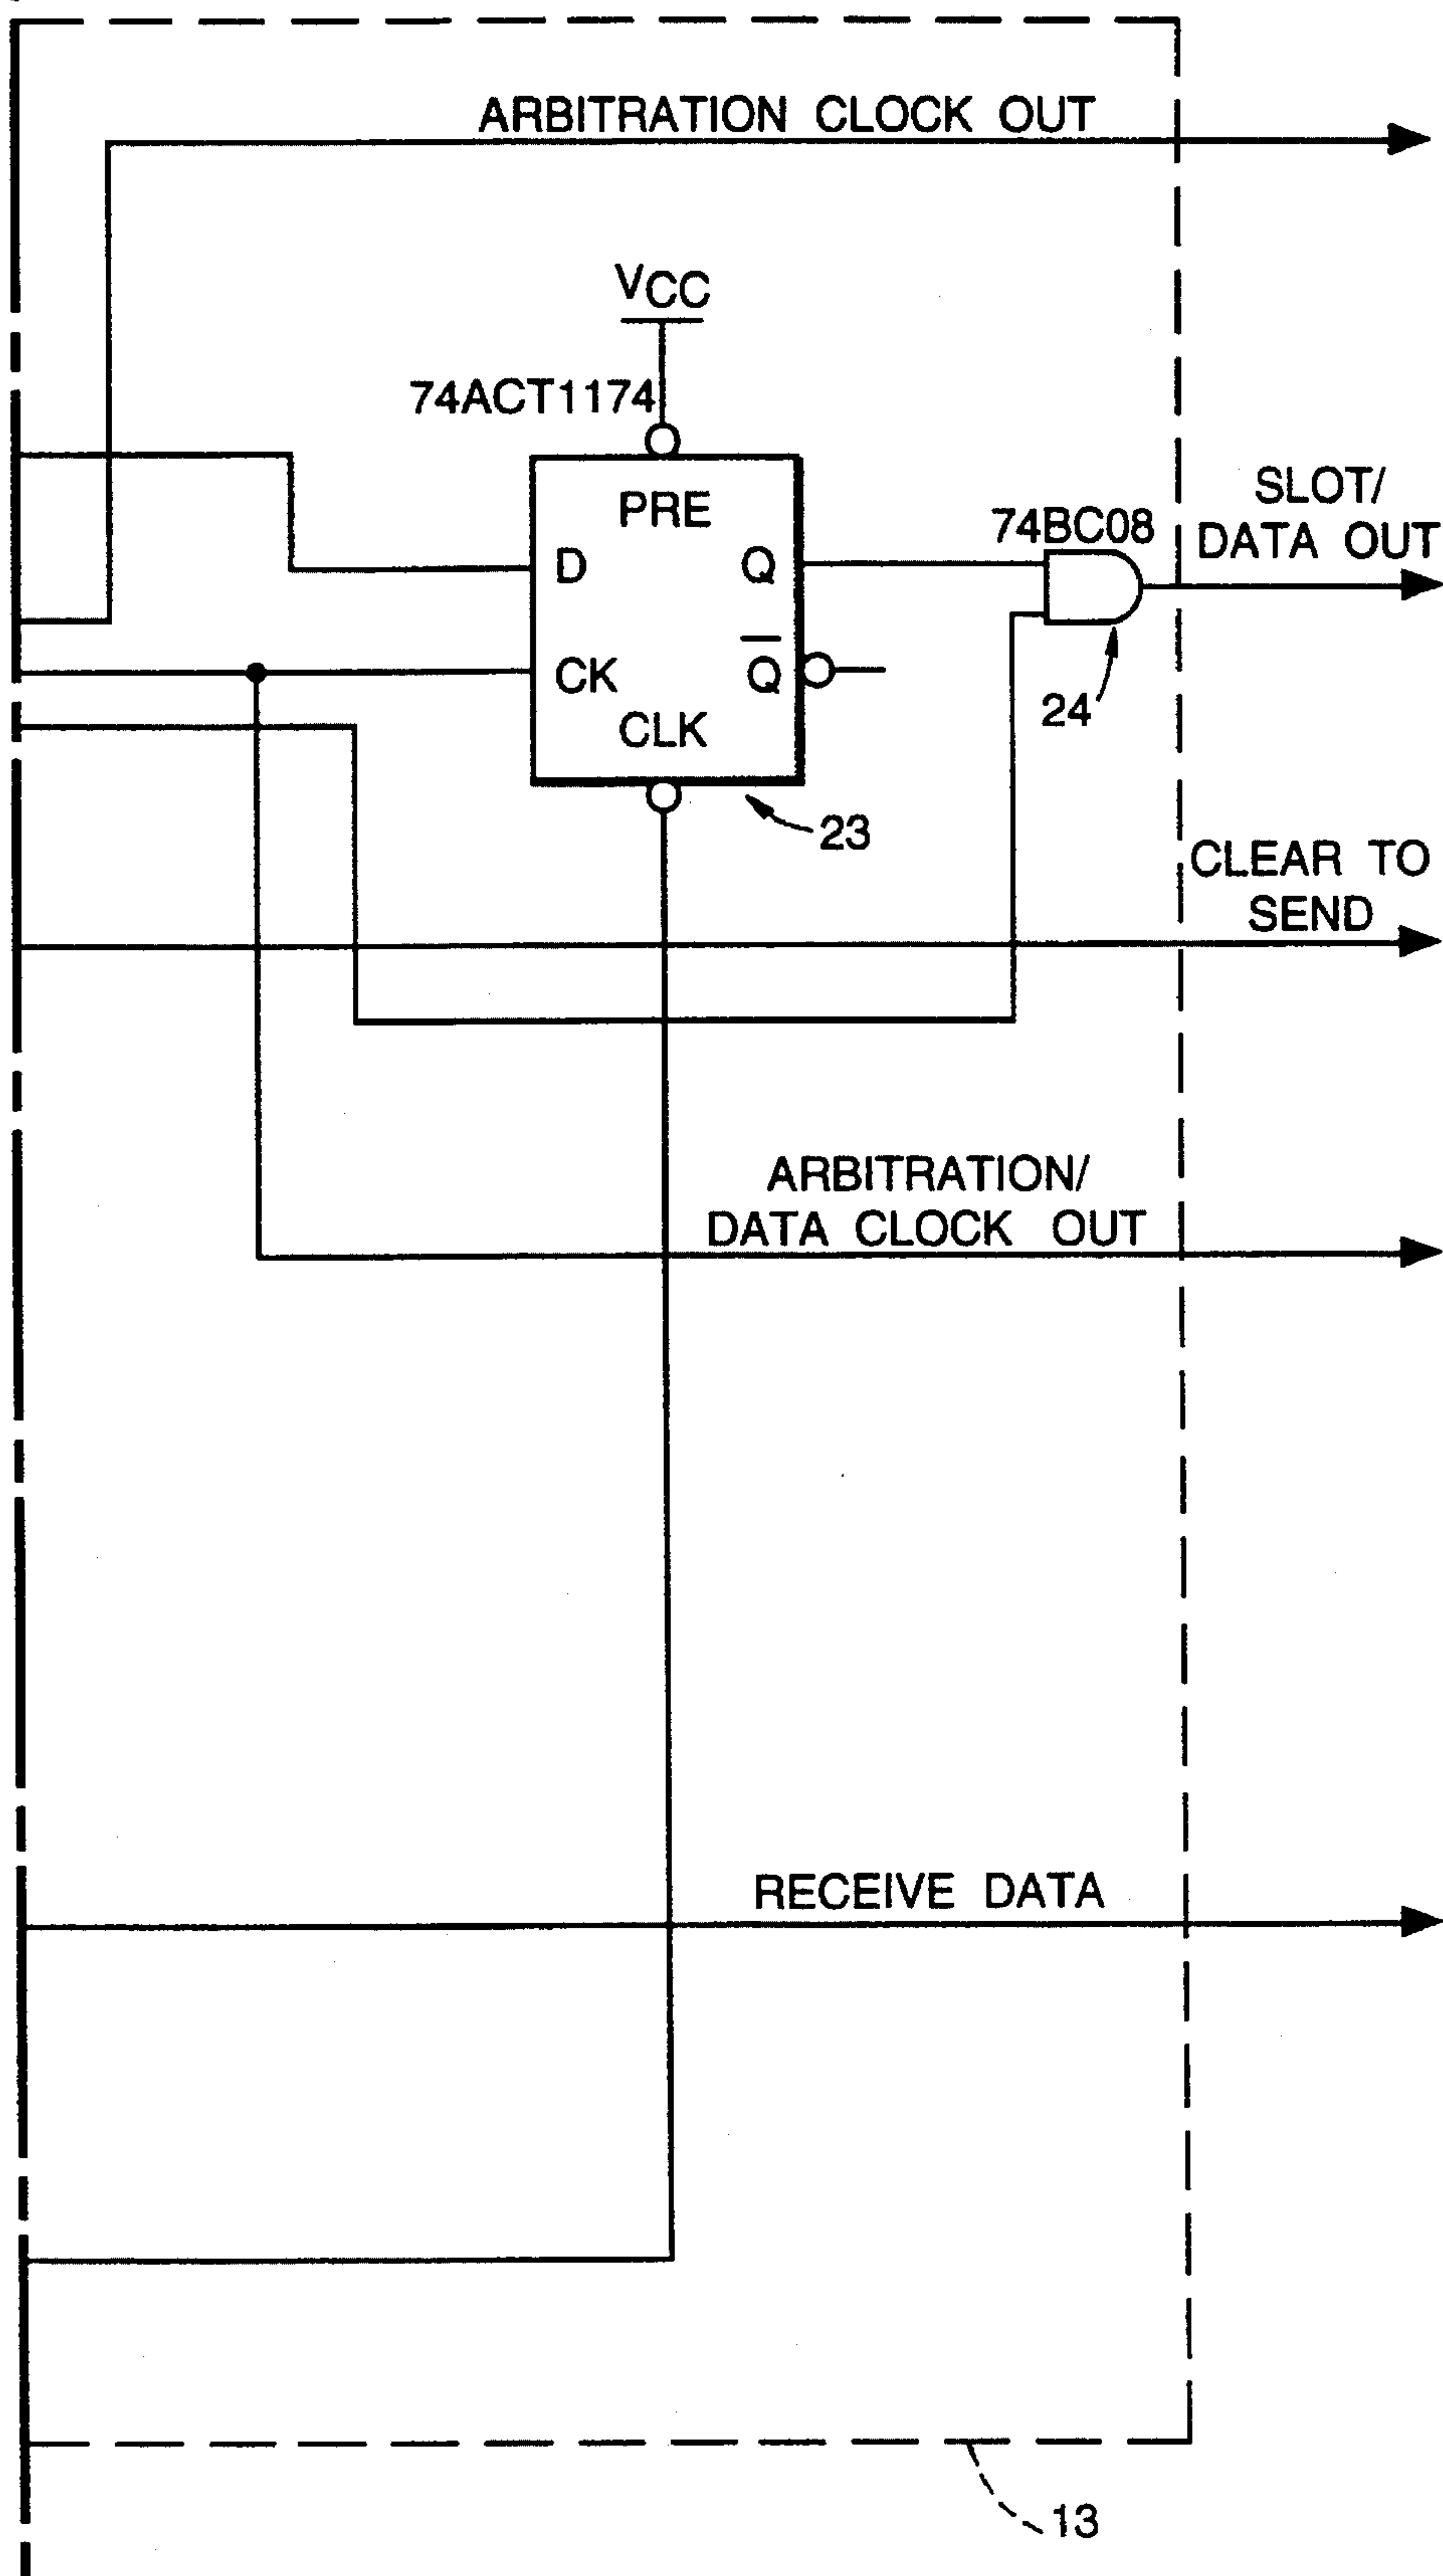 ARBITRATION CLOCK OUT
VCC
74ACT1174
PRE
D
Q
CK
Q̅
CLK
23
74BC08
24
SLOT/
DATA OUT
CLEAR TO
SEND
ARBITRATION/
DATA CLOCK OUT
RECEIVE DATA
13